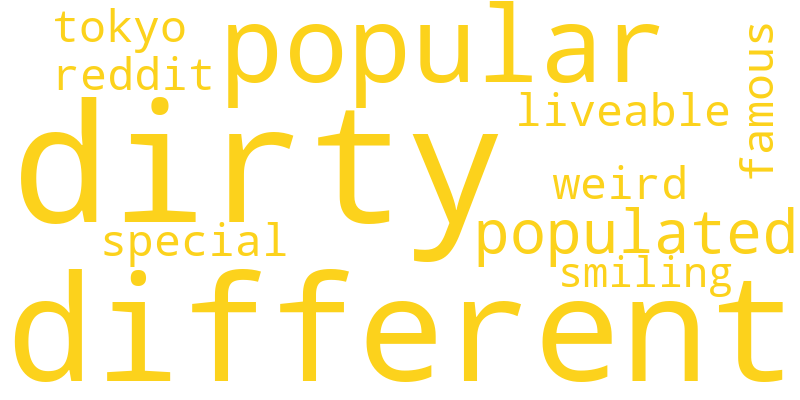 tokyo
popular
famous
reddit
liveable
dirty
weird
populated
special
smiling
different